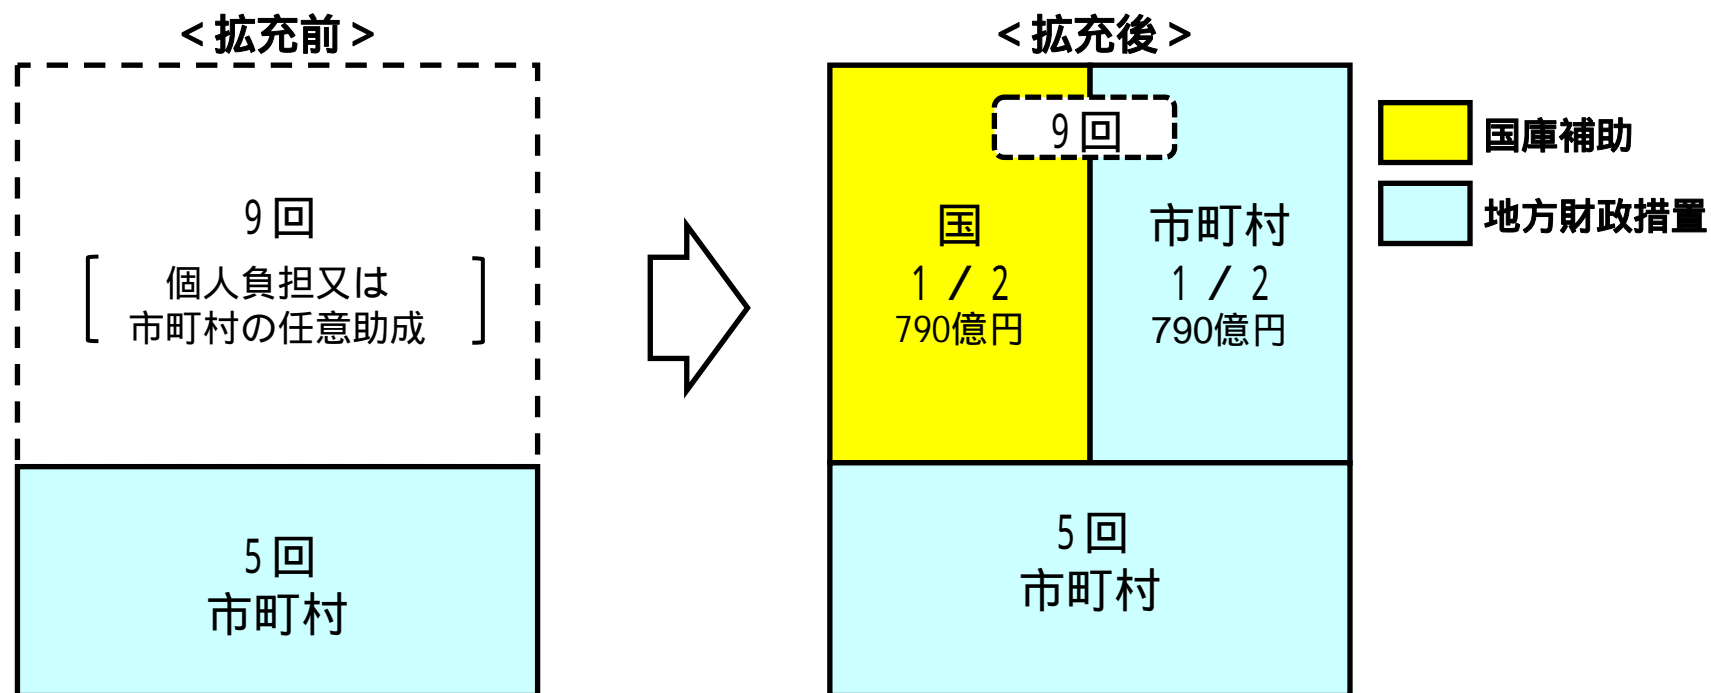 ＜拡充前＞
9回
個人負担又は
市町村の任意助成
5回
市町村
＜拡充後＞
9回
国
1／2
790億円
市町村
1／2
790億円
5回
市町村
国庫補助
地方財政措置